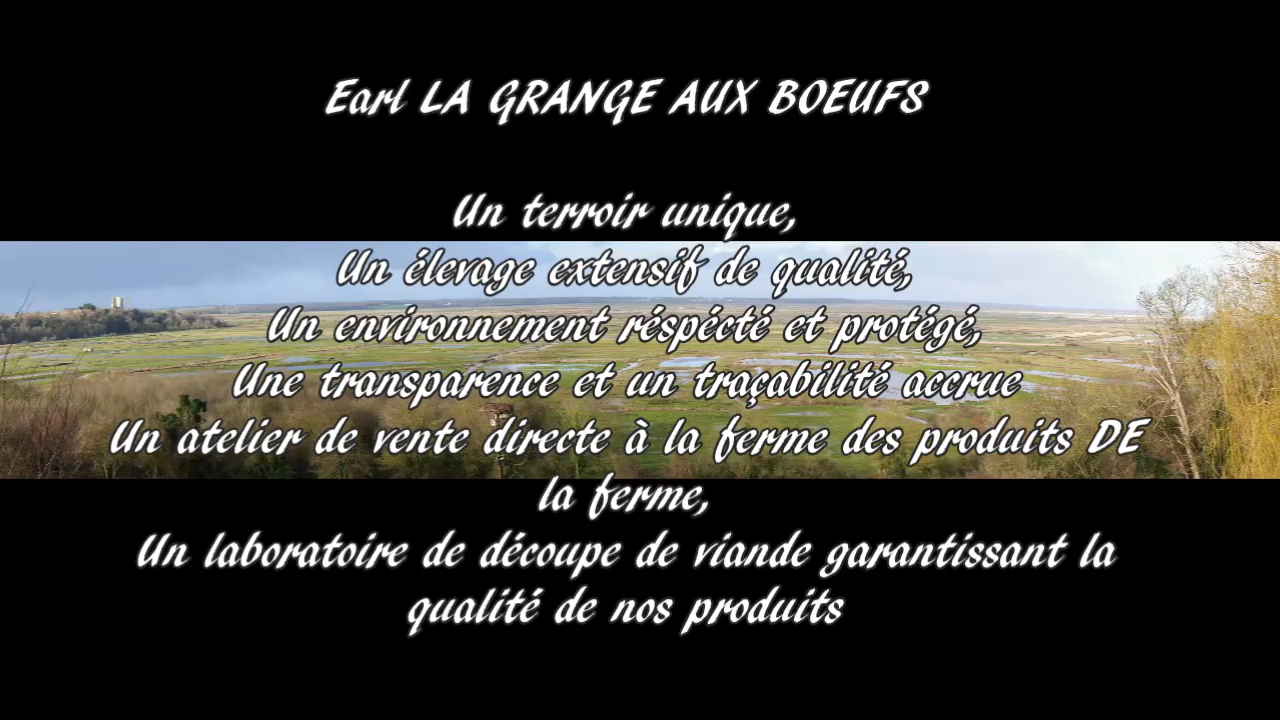 Earl LA GRANGE AUX BOEUFS
Un terroir unique,
Un élevage extensif de qualité,
Un environnement réspécté et protégé,
Une transparence et un traçabilité accrue
Un atelier de vente directe à la ferme des produits DE
la ferme,
Un laboratoire de découpe de viande garantissant la
qualité de nos produits